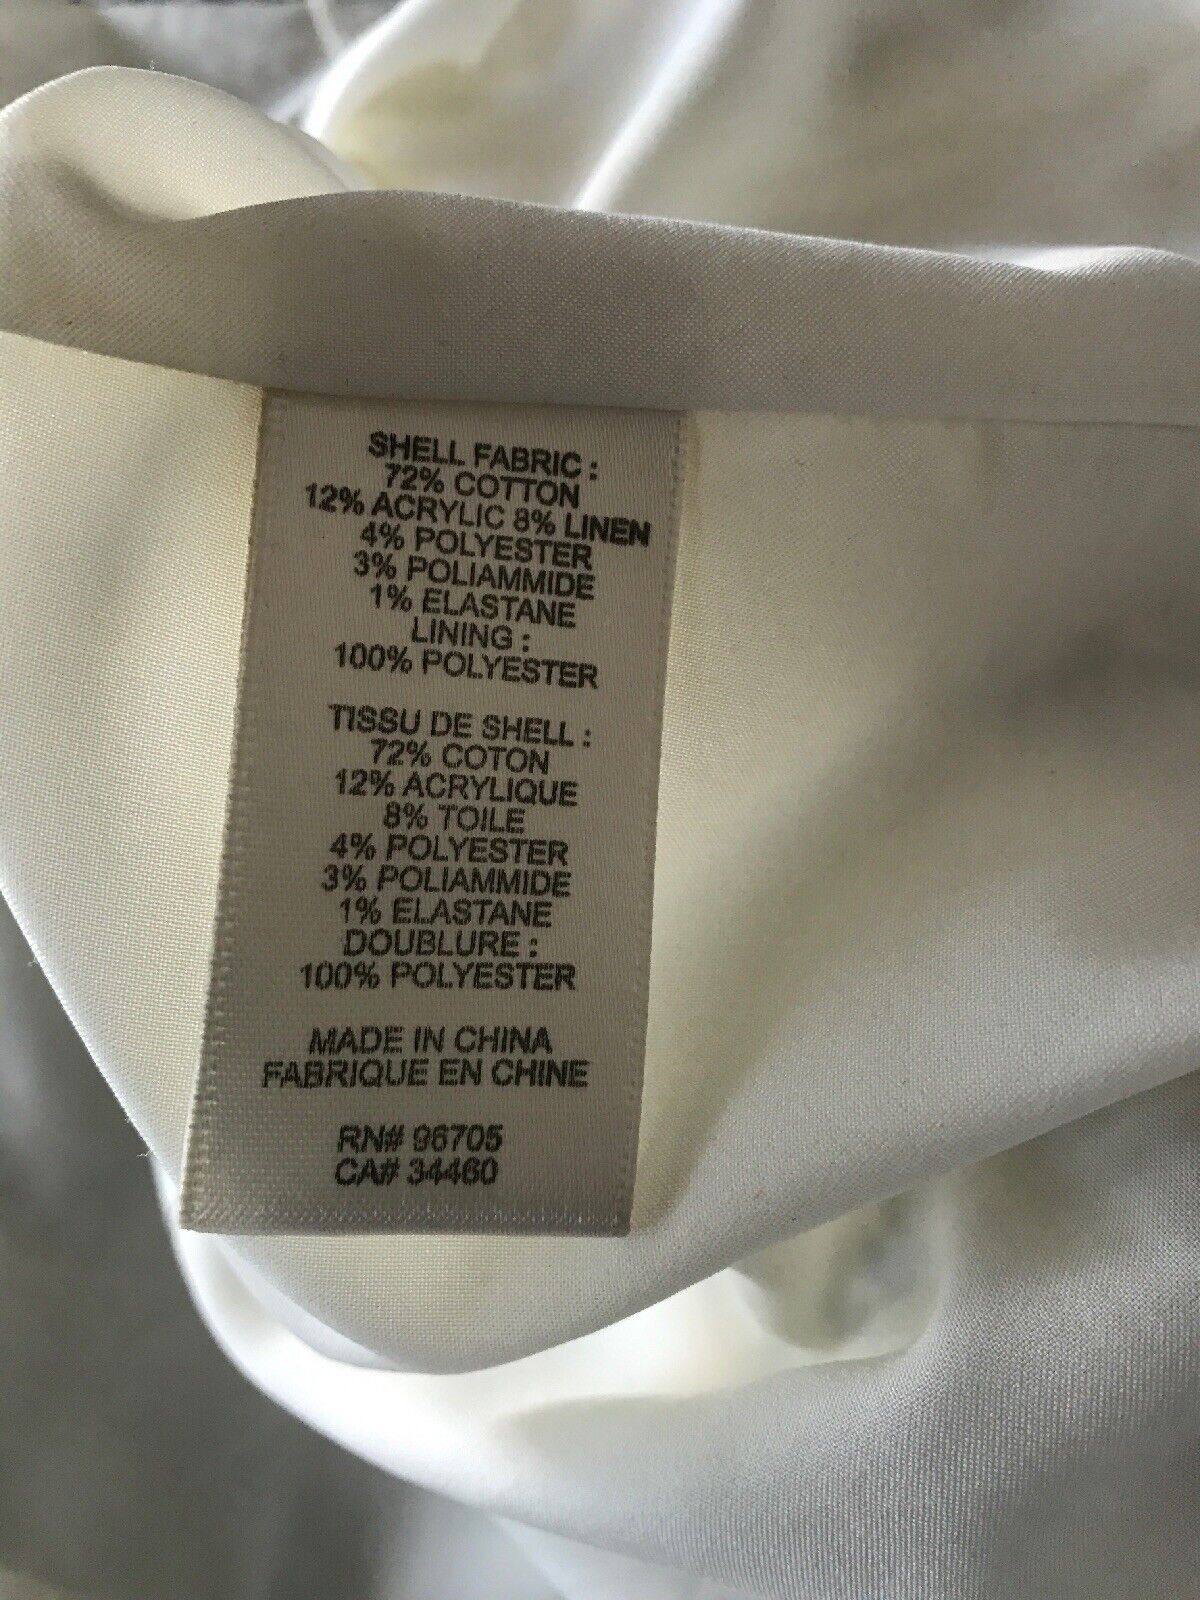 SHELL FABRIC :
72% COTTON
12% ACRYLIC 8% LINEN
4% POLYESTER
3% POLIAMMIDE
1% ELASTANE
LINING :
100% POLYESTER
TISSU DE SHELL :
72% COTON
12% ACRYLIQUE
8% TOILE
4% POLYESTER
3% POLIAMMIDE
1% ELASTANE
DOUBLURE :
100% POLYESTER
MADE IN CHINA
FABRIQUE EN CHINE
RN# 96705
CA# 34460